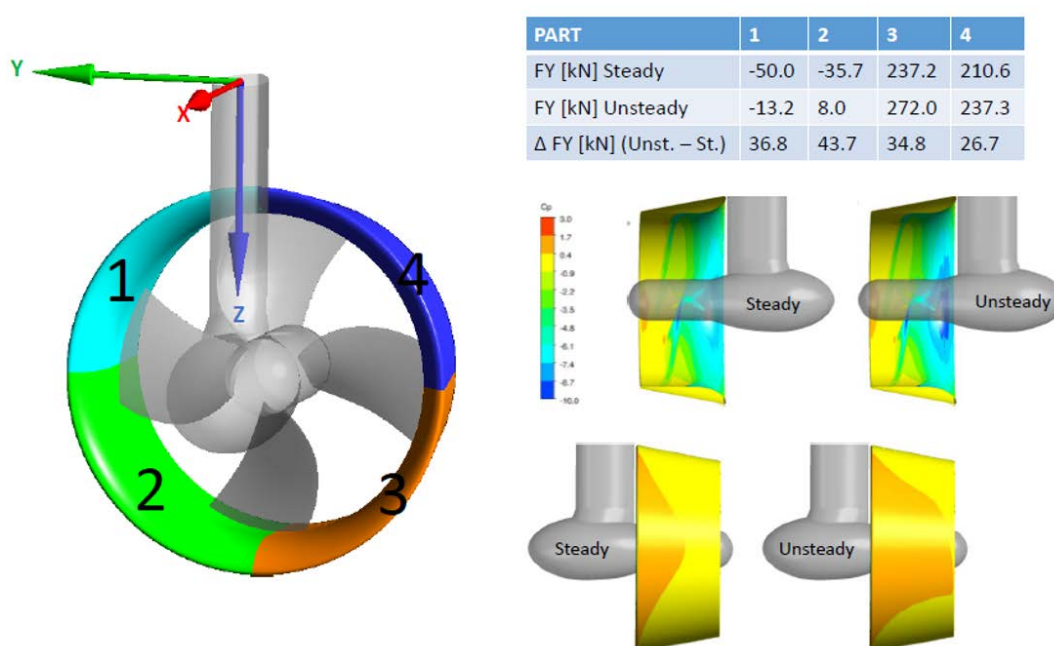 PART 1 2 3 4
FY [kN] Steady -50.0 -35.7 237.2 210.6
FY [kN] Unsteady -13.2 8.0 272.0 237.3
Δ FY [kN] (Unst. – St.) 36.8 43.7 34.8 26.7
Y
X
Z
1
4
2
3
Cp
3.0
1.7
0.4
-0.9
-2.2
-3.5
-4.8
-6.1
-7.4
-8.7
-10.0
Steady
Unsteady
Steady
Unsteady